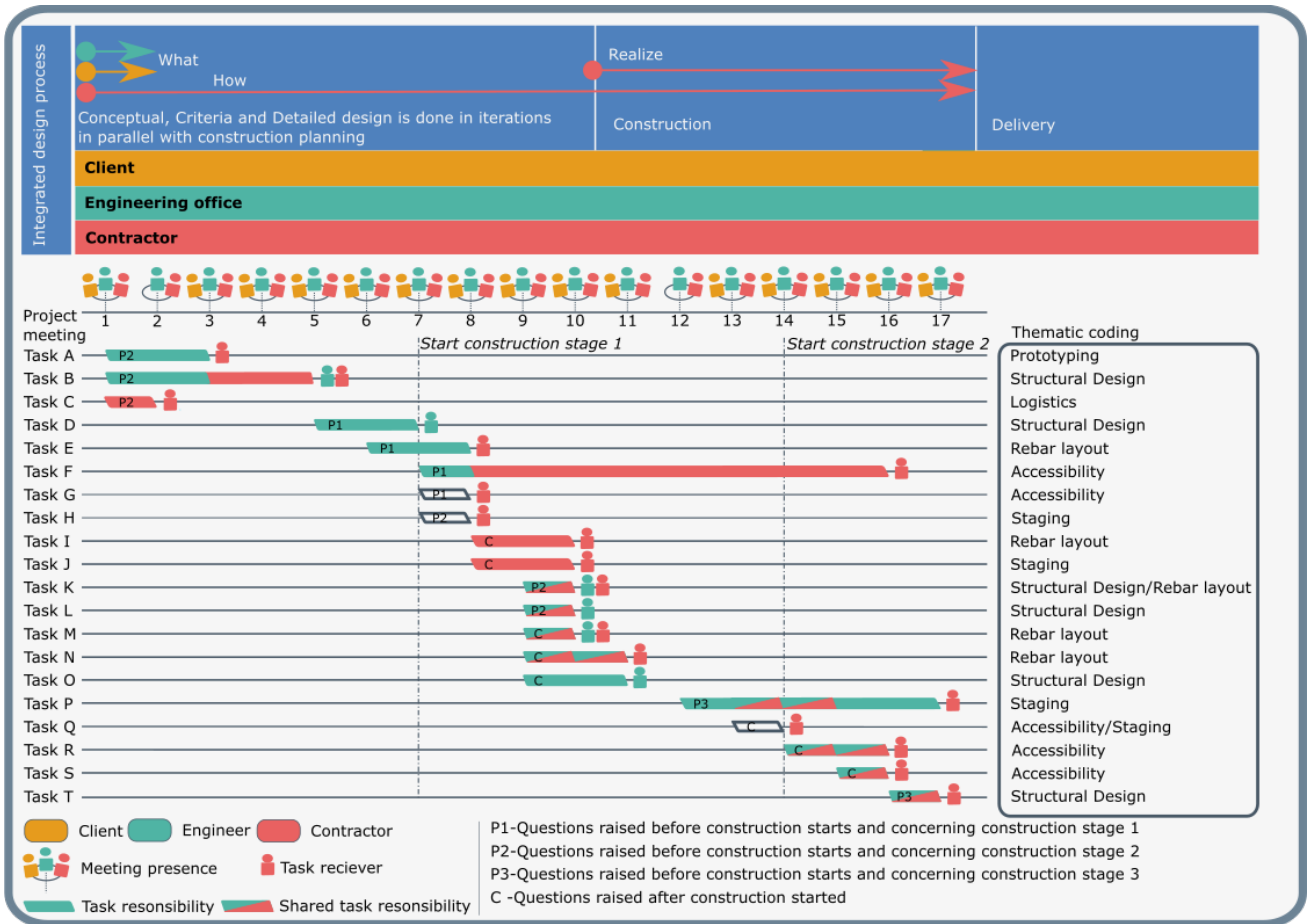 Integrated design process
What
How
Realize
Conceptual, Criteria and Detailed design is done in iterations
in parallel with construction planning
Construction
Delivery
Client
Engineering office
Contractor
Project
meeting
1 2 3 4 5 6 7 8 9 10 11 12 13 14 15 16 17
Thematic coding
Start construction stage 1 Start construction stage 2
Task A P2 Prototyping
Task B P2 Structural Design
Task C P2 Logistics
Task D P1 Structural Design
Task E P1 Rebar layout
Task F P1 Accessibility
Task G P1 Accessibility
Task H P2 Staging
Task I C Rebar layout
Task J C Staging
Task K P2 Structural Design/Rebar layout
Task L P2 Structural Design
Task M C Rebar layout
Task N C Rebar layout
Task O C Structural Design
Task P P3 Staging
Task Q C Accessibility/Staging
Task R C Accessibility
Task S C Accessibility
Task T P3 Structural Design
Client Engineer Contractor
Meeting presence Task reciever
Task resonsibility Shared task resonsibility
P1-Questions raised before construction starts and concerning construction stage 1
P2-Questions raised before construction starts and concerning construction stage 2
P3-Questions raised before construction starts and concerning construction stage 3
C -Questions raised after construction started